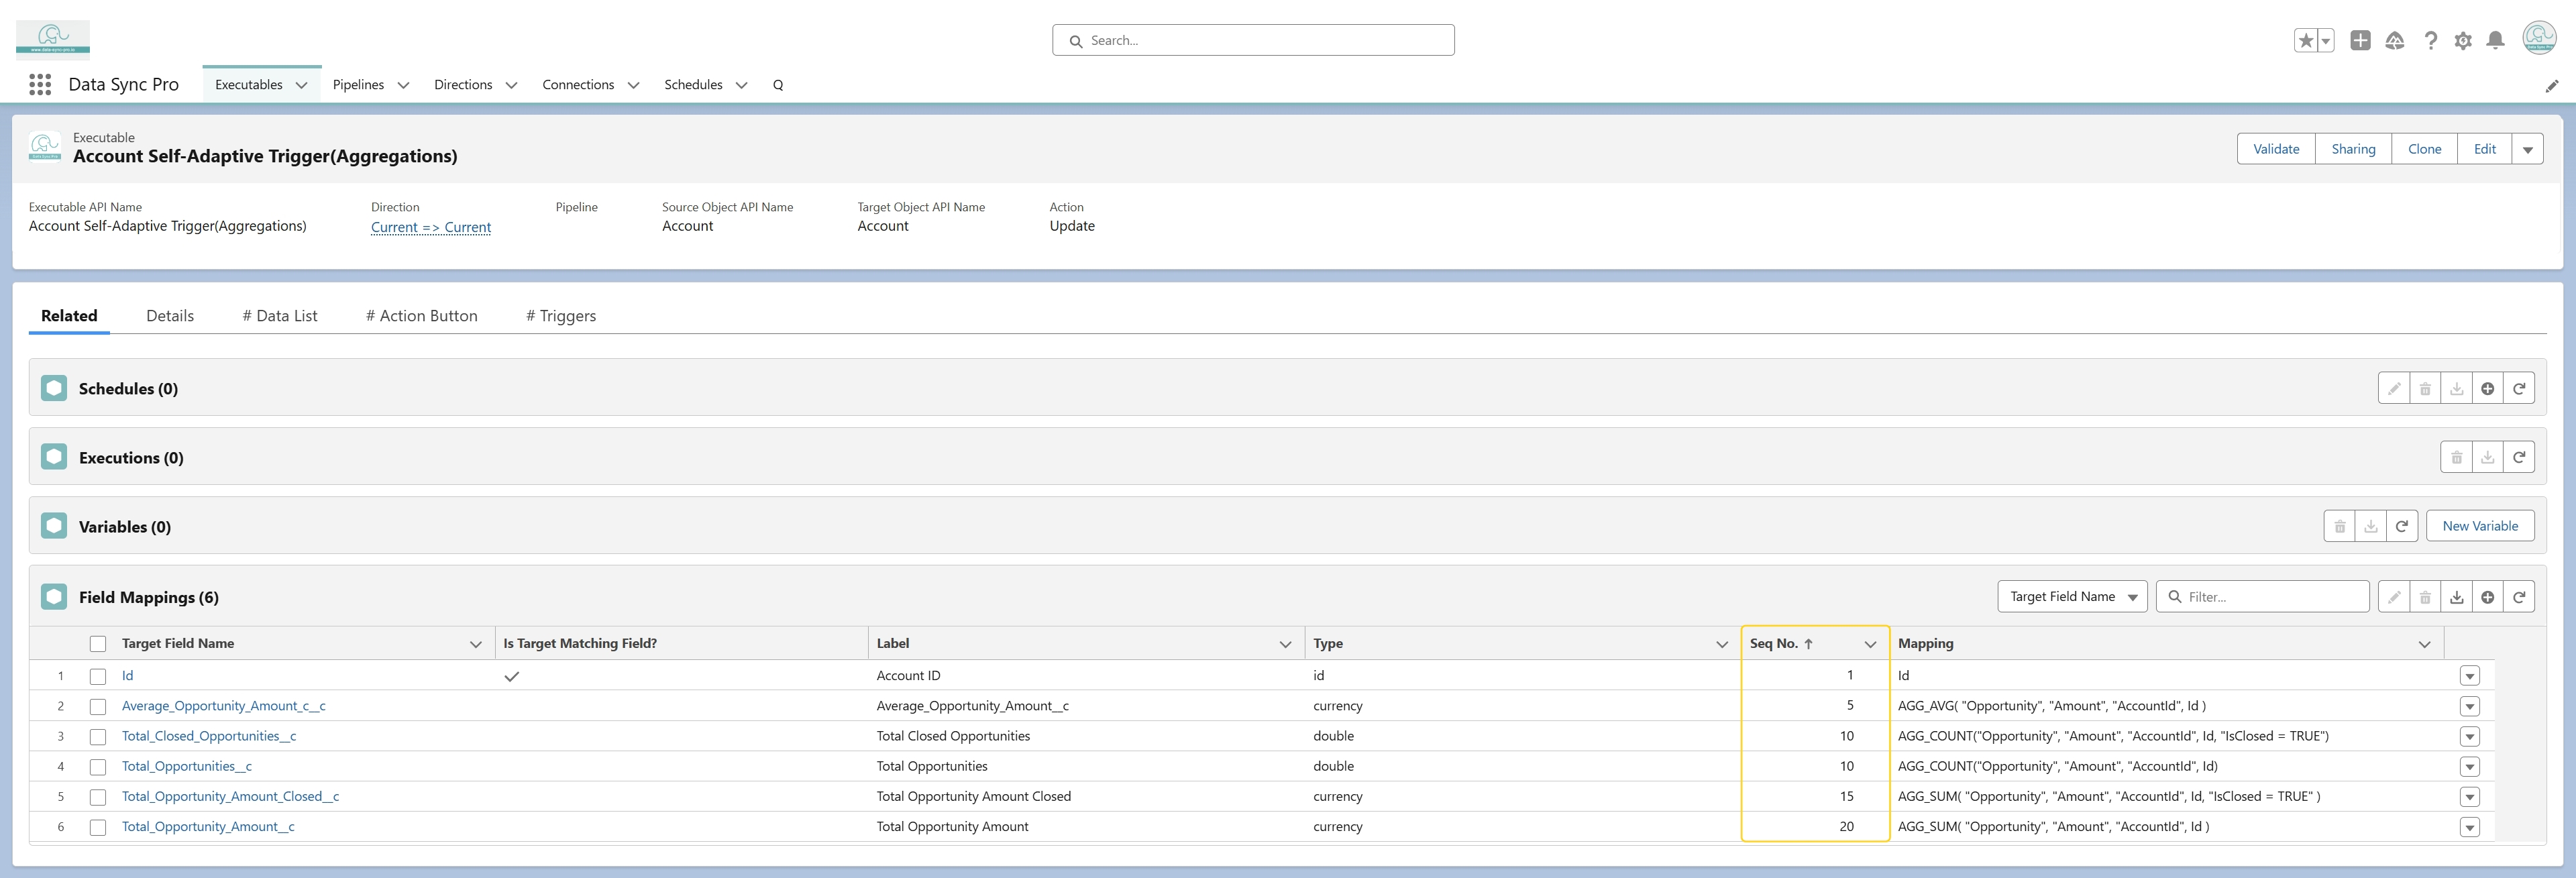 www.data-sync-pro.io
Search...
Data Sync Pro
Executables
Pipelines
Directions
Connections
Schedules
Q
Executable
Account Self-Adaptive Trigger(Aggregations)
Validate
Sharing
Clone
Edit
Executable API Name
Direction
Pipeline
Source Object API Name
Target Object API Name
Action
Account Self-Adaptive Trigger(Aggregations)
Current => Current
Account
Account
Update
Related
Details
# Data List
# Action Button
# Triggers
Schedules (0)
Executions (0)
Variables (0)
New Variable
Field Mappings (6)
Target Field Name
Filter...
Target Field Name Is Target Matching Field? Label Type Seq No. ↑ Mapping
1 Id Account ID id 1 Id
2 Average_Opportunity_Amount_c__c Average_Opportunity_Amount__c currency 5 AGG_AVG( "Opportunity", "Amount", "AccountId", Id )
3 Total_Closed_Opportunities__c Total Closed Opportunities double 10 AGG_COUNT("Opportunity", "Amount", "AccountId", Id, "IsClosed = TRUE")
4 Total_Opportunities__c Total Opportunities double 10 AGG_COUNT("Opportunity", "Amount", "AccountId", Id)
5 Total_Opportunity_Amount_Closed__c Total Opportunity Amount Closed currency 15 AGG_SUM( "Opportunity", "Amount", "AccountId", Id, "IsClosed = TRUE" )
6 Total_Opportunity_Amount__c Total Opportunity Amount currency 20 AGG_SUM( "Opportunity", "Amount", "AccountId", Id )